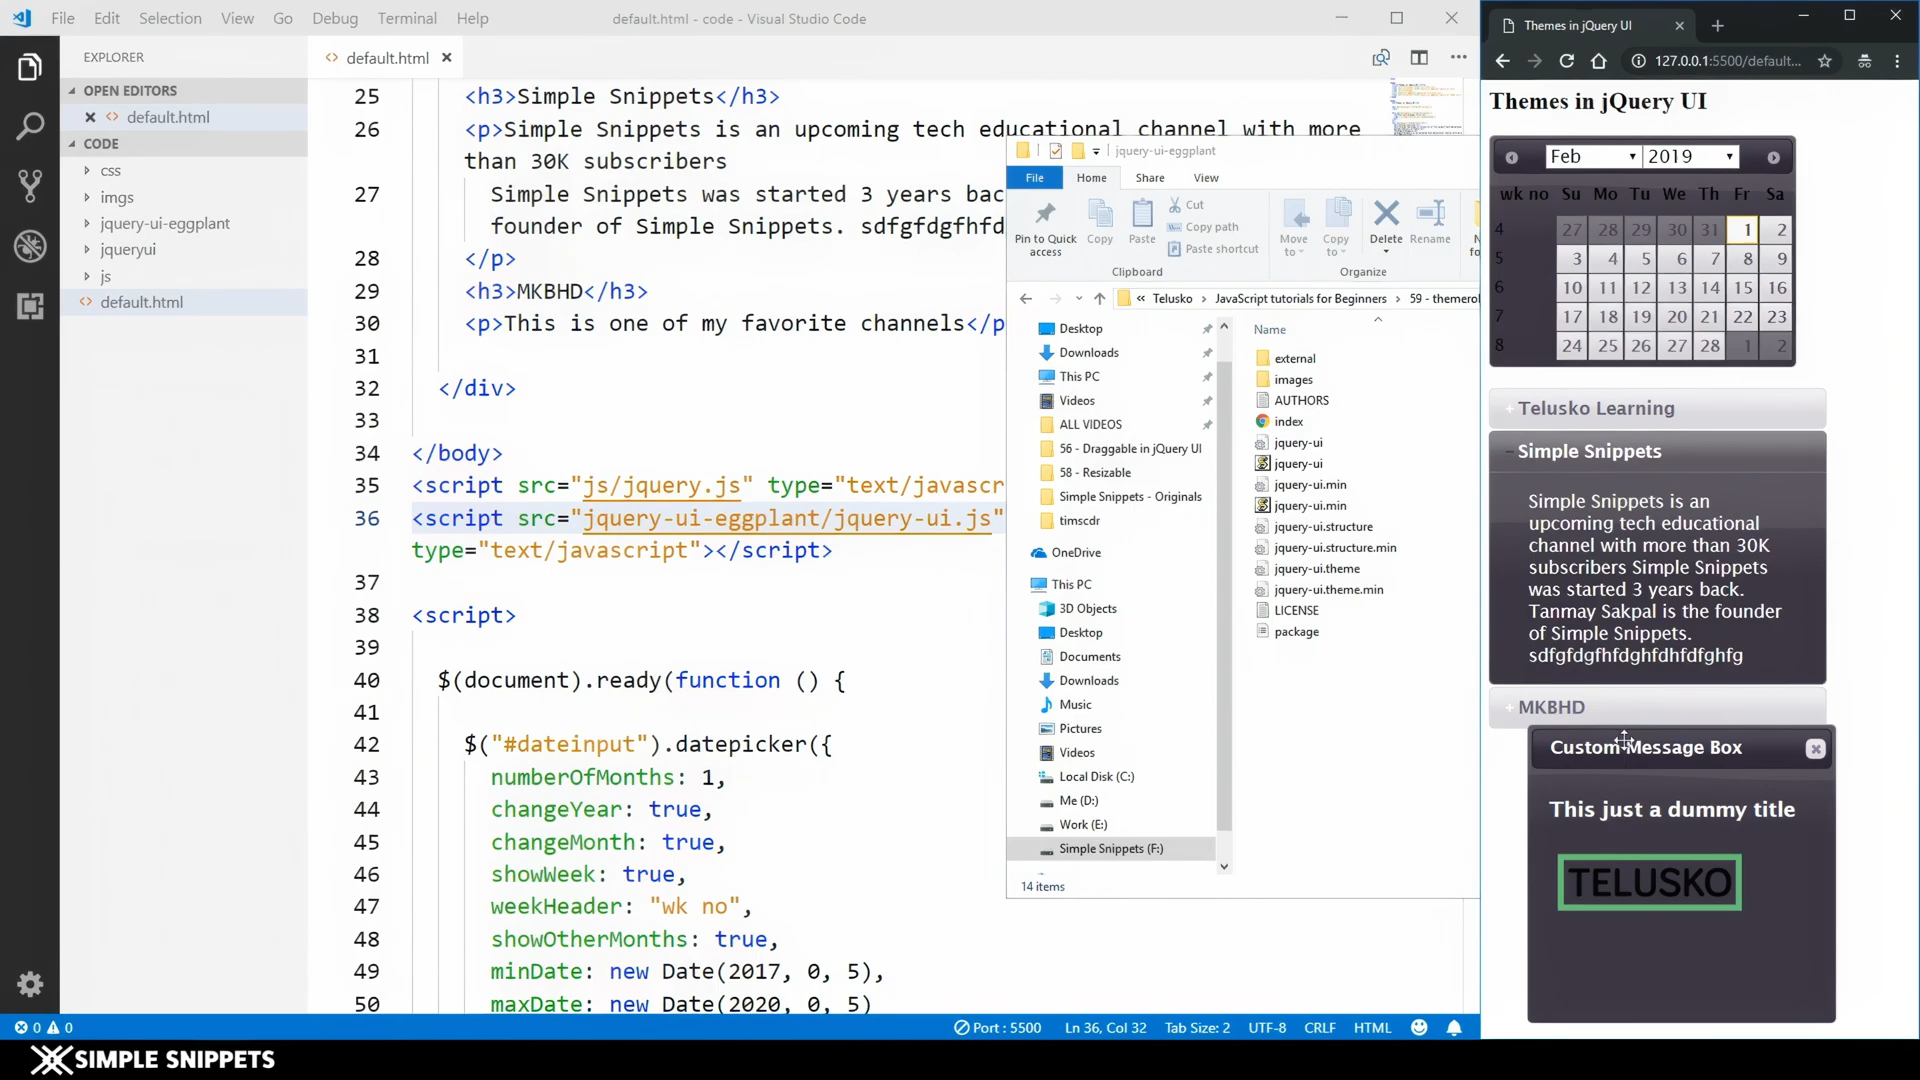 File Edit Selection View Go Debug Terminal Help
default.html - code - Visual Studio Code
EXPLORER
OPEN EDITORS
default.html
CODE
css
imgs
jquery-ui-eggplant
jqueryui
js
default.html
default.html
25 <h3>Simple Snippets</h3>
26 <p>Simple Snippets is an upcoming tech educational channel with more
than 30K subscribers
27 Simple Snippets was started 3 years bac
founder of Simple Snippets. sdfgfdgfhfd
28 </p>
29 <h3>MKBHD</h3>
30 <p>This is one of my favorite channels</p
31
32 </div>
33
34 </body>
35 <script src="js/jquery.js" type="text/javascr
36 <script src="jquery-ui-eggplant/jquery-ui.js"
type="text/javascript"></script>
37
38 <script>
39
40 $(document).ready(function () {
41
42 $("#dateinput").datepicker({
43 numberOfMonths: 1,
44 changeYear: true,
45 changeMonth: true,
46 showWeek: true,
47 weekHeader: "wk no",
48 showOtherMonths: true,
49 minDate: new Date(2017, 0, 5),
50 maxDate: new Date(2020, 0, 5)
0 0
Port : 5500 Ln 36, Col 32 Tab Size: 2 UTF-8 CRLF HTML
SIMPLE SNIPPETS
jquery-ui-eggplant
File Home Share View
Pin to Quick
access
Copy
Paste
Cut
Copy path
Paste shortcut
Move
to
Copy
to
Delete
Rename
Clipboard
Organize
« Telusko › JavaScript tutorials for Beginners › 59 - themerol
Desktop
Downloads
This PC
Videos
ALL VIDEOS
56 - Draggable in jQuery UI
58 - Resizable
Simple Snippets - Originals
timscdr
OneDrive
This PC
3D Objects
Desktop
Documents
Downloads
Music
Pictures
Videos
Local Disk (C:)
Me (D:)
Work (E:)
Simple Snippets (F:)
Name
external
images
AUTHORS
index
jquery-ui
jquery-ui
jquery-ui.min
jquery-ui.min
jquery-ui.structure
jquery-ui.structure.min
jquery-ui.theme
jquery-ui.theme.min
LICENSE
package
14 items
Themes in jQuery UI
127.0.0.1:5500/default...
Themes in jQuery UI
Feb 2019
wk no Su Mo Tu We Th Fr Sa
4 27 28 29 30 31 1 2
5 3 4 5 6 7 8 9
6 10 11 12 13 14 15 16
7 17 18 19 20 21 22 23
8 24 25 26 27 28 1 2
Telusko Learning
Simple Snippets
Simple Snippets is an
upcoming tech educational
channel with more than 30K
subscribers Simple Snippets
was started 3 years back.
Tanmay Sakpal is the founder
of Simple Snippets.
sdfgfdgfhfdghfdhfdfghfg
MKBHD
Custom Message Box
This just a dummy title
TELUSKO